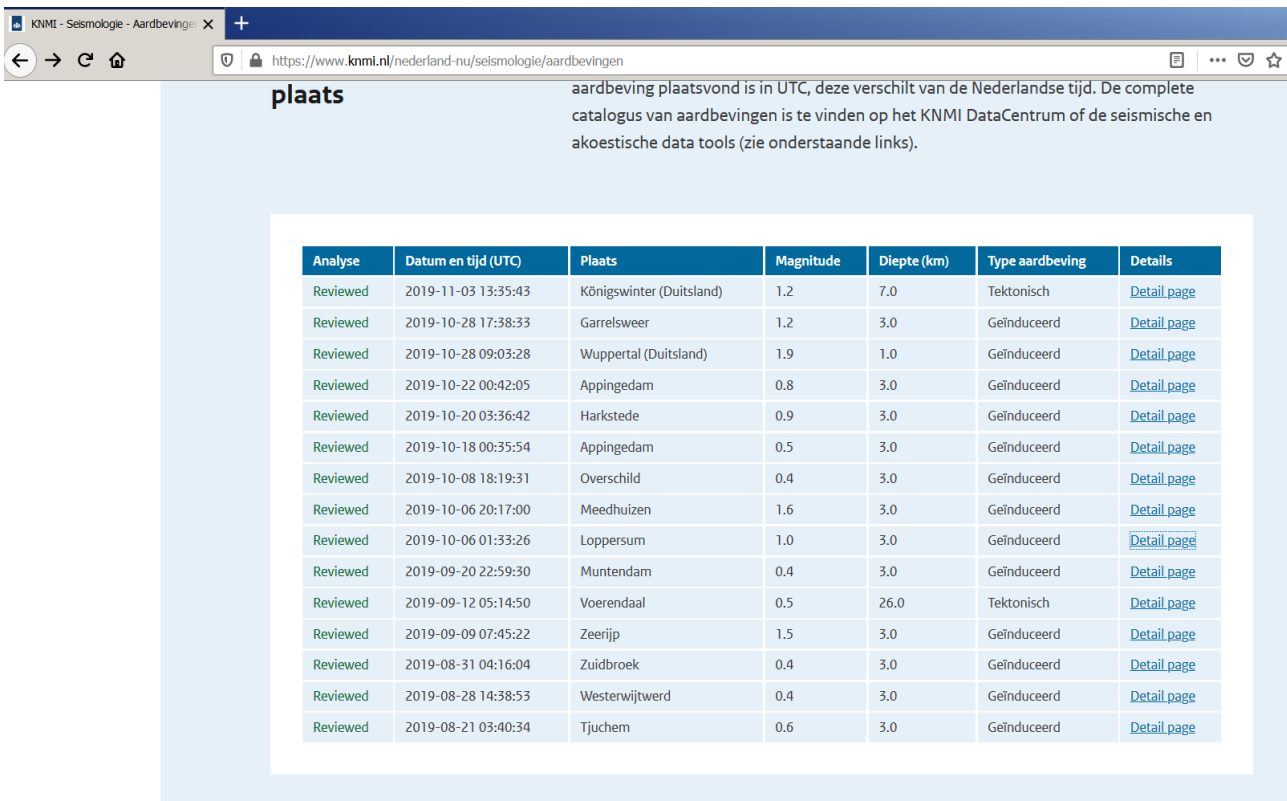 KNMI - Seismologie - Aardbevinge
https://www.knmi.nl/nederland-nu/seismologie/aardbevingen
plaats
aardbeving plaatsvond is in UTC, deze verschilt van de Nederlandse tijd. De complete
catalogus van aardbevingen is te vinden op het KNMI DataCentrum of de seismische en
akoestische data tools (zie onderstaande links).
Analyse Datum en tijd (UTC) Plaats Magnitude Diepte (km) Type aardbeving Details
Reviewed 2019-11-03 13:35:43 Königswinter (Duitsland) 1.2 7.0 Tektonisch Detail page
Reviewed 2019-10-28 17:38:33 Garrelsweer 1.2 3.0 Geïnduceerd Detail page
Reviewed 2019-10-28 09:03:28 Wuppertal (Duitsland) 1.9 1.0 Geïnduceerd Detail page
Reviewed 2019-10-22 00:42:05 Appingedam 0.8 3.0 Geïnduceerd Detail page
Reviewed 2019-10-20 03:36:42 Harkstede 0.9 3.0 Geïnduceerd Detail page
Reviewed 2019-10-18 00:35:54 Appingedam 0.5 3.0 Geïnduceerd Detail page
Reviewed 2019-10-08 18:19:31 Overschild 0.4 3.0 Geïnduceerd Detail page
Reviewed 2019-10-06 20:17:00 Meedhuizen 1.6 3.0 Geïnduceerd Detail page
Reviewed 2019-10-06 01:33:26 Loppersum 1.0 3.0 Geïnduceerd Detail page
Reviewed 2019-09-20 22:59:30 Muntendam 0.4 3.0 Geïnduceerd Detail page
Reviewed 2019-09-12 05:14:50 Voerendaal 0.5 26.0 Tektonisch Detail page
Reviewed 2019-09-09 07:45:22 Zeerijp 1.5 3.0 Geïnduceerd Detail page
Reviewed 2019-08-31 04:16:04 Zuidbroek 0.4 3.0 Geïnduceerd Detail page
Reviewed 2019-08-28 14:38:53 Westerwijtwerd 0.4 3.0 Geïnduceerd Detail page
Reviewed 2019-08-21 03:40:34 Tjuchem 0.6 3.0 Geïnduceerd Detail page